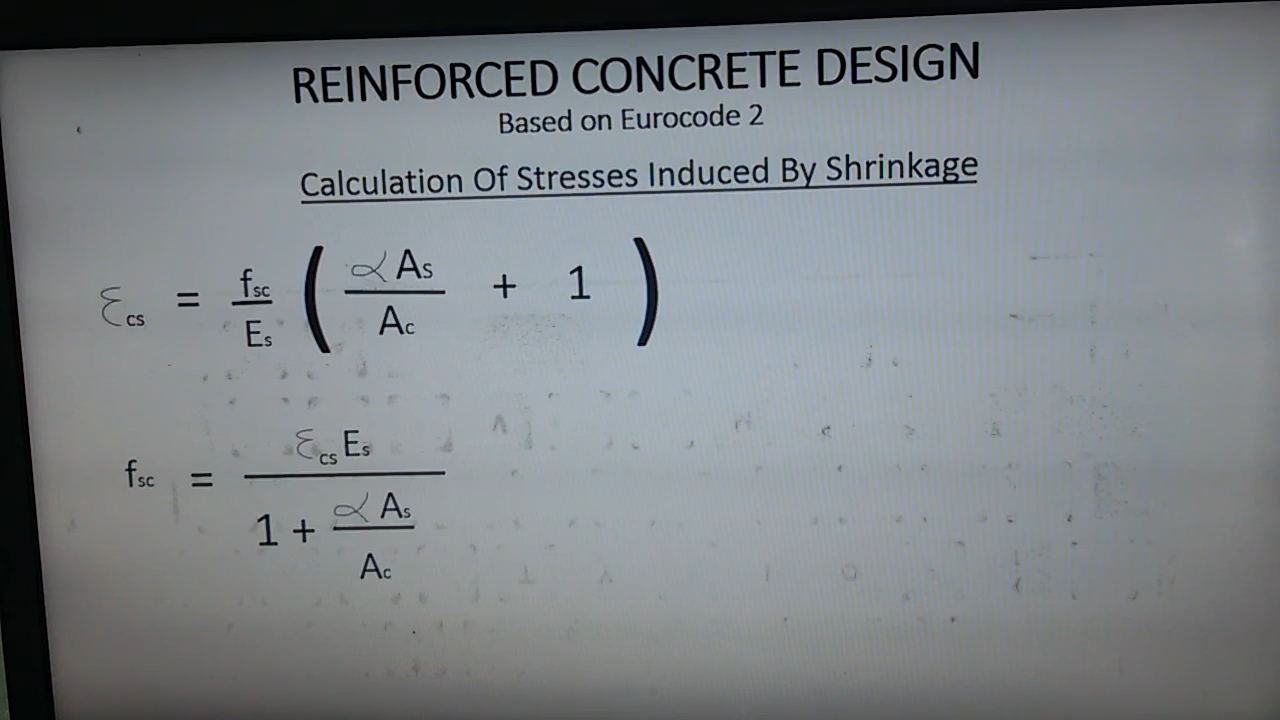 REINFORCED CONCRETE DESIGN
Based on Eurocode 2
Calculation Of Stresses Induced By Shrinkage
εcs = fsc/Es ( αAs/Ac + 1 )
fsc = εcs Es / (1 + αAs/Ac)